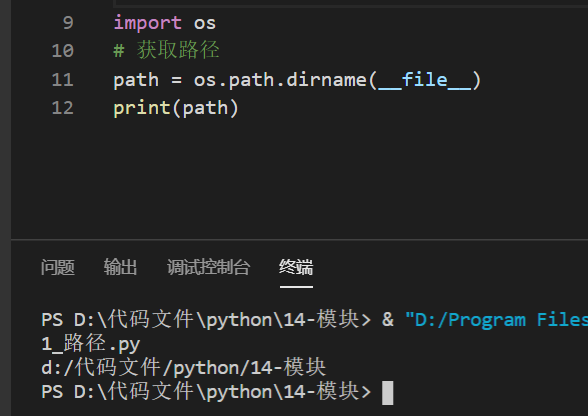 9 import os
10 # 获取路径
11 path = os.path.dirname(__file__)
12 print(path)
问题 输出 调试控制台 终端
PS D:\代码文件\python\14-模块> & "D:/Program Files
1_路径.py
d:/代码文件/python/14-模块
PS D:\代码文件\python\14-模块>